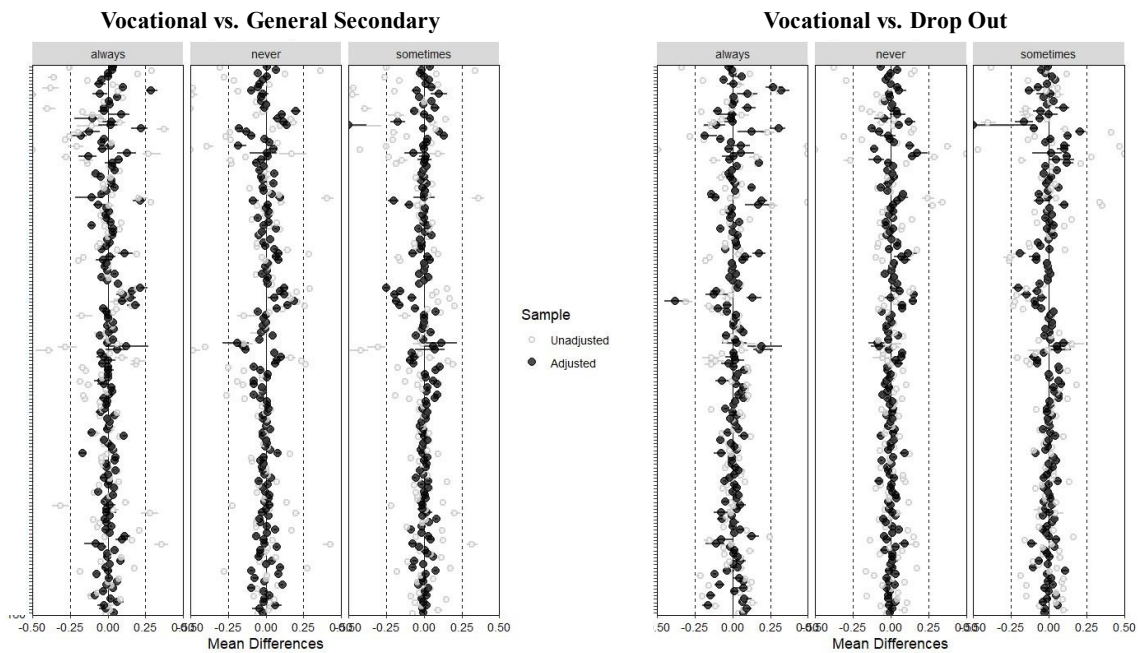 Vocational vs. General Secondary
Vocational vs. Drop Out
always never sometimes
always never sometimes
Sample
Unadjusted
Adjusted
-0.50 -0.25 0.00 0.25 -0.25 0.00 0.25 -0.25 0.00 0.25 0.50
.50 -0.25 0.00 0.25 -0.25 0.00 0.25 -0.25 0.00 0.25 0.50
Mean Differences
Mean Differences